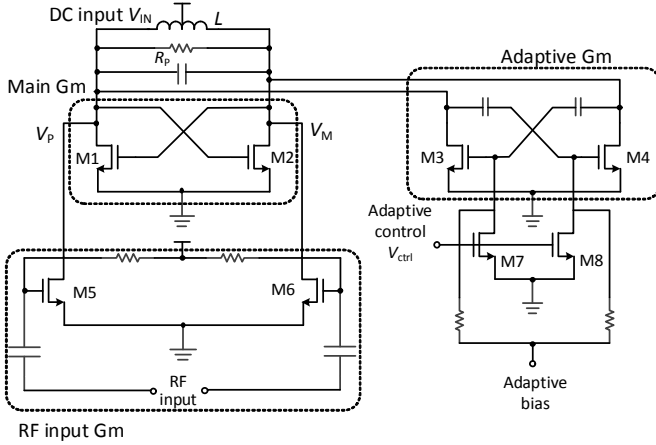 DC input V_IN
L
R_P
Main Gm
Adaptive Gm
V_P
V_M
M1
M2
M3
M4
Adaptive
control
V_ctrl
M7
M8
M5
M6
RF
input
Adaptive
bias
RF input Gm